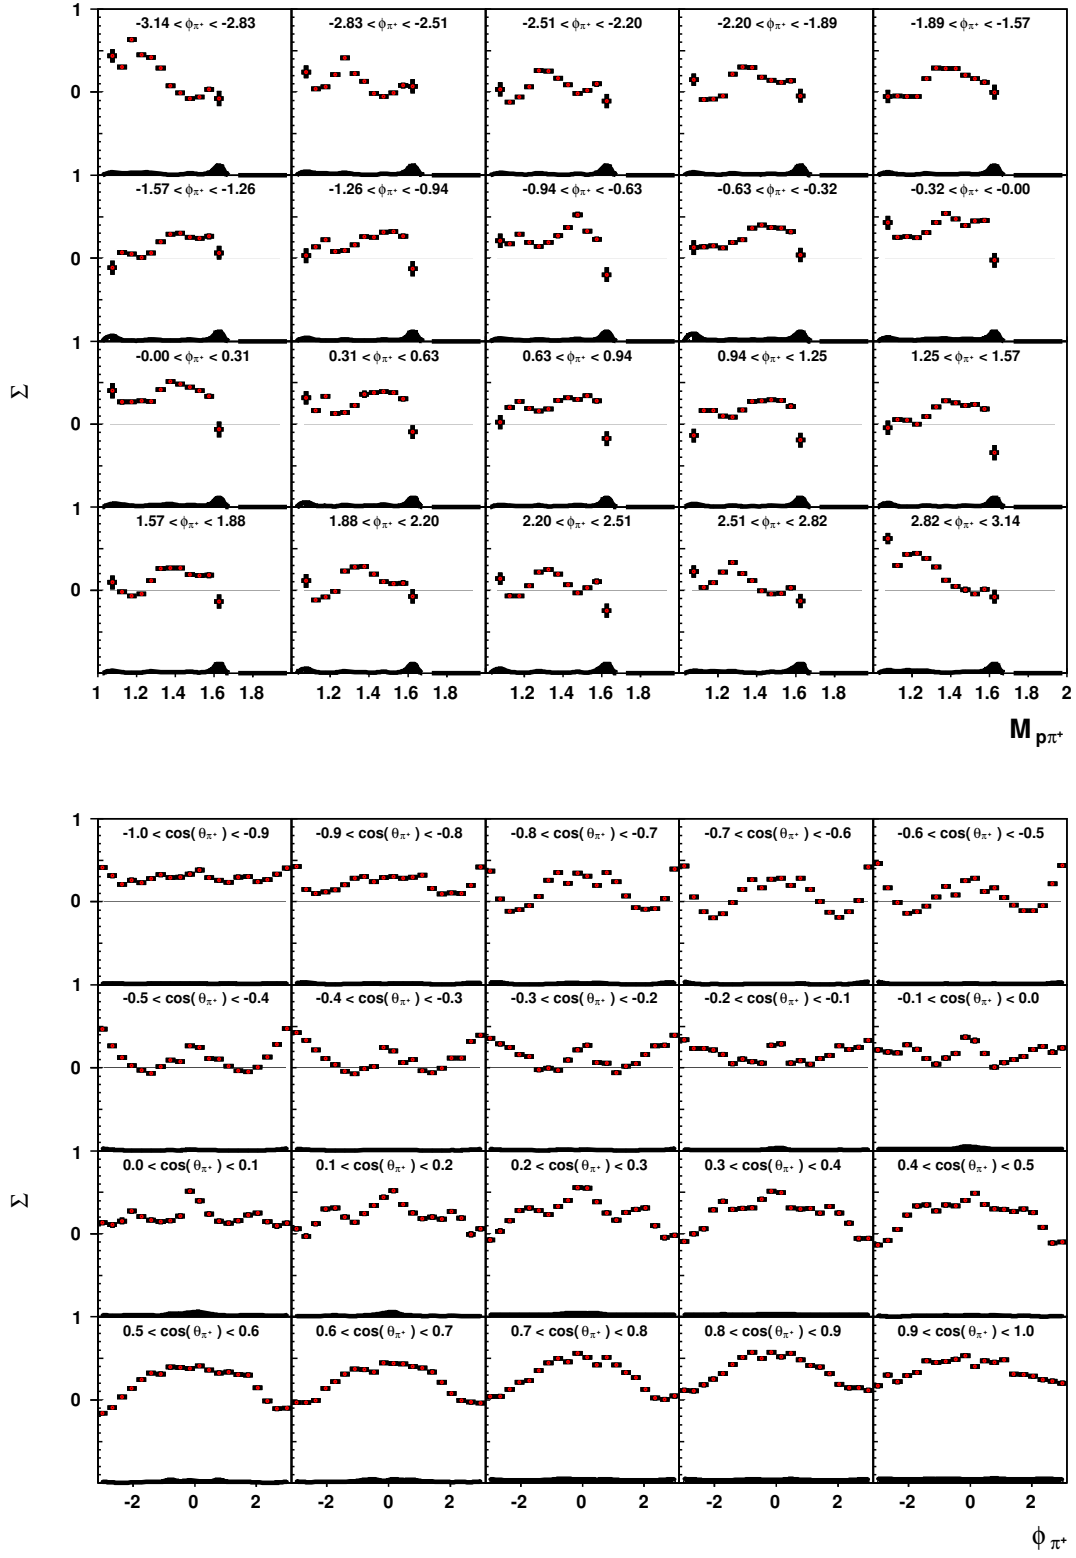 1
-3.14 < ϕπ+ < -2.83
-2.83 < ϕπ+ < -2.51
-2.51 < ϕπ+ < -2.20
-2.20 < ϕπ+ < -1.89
-1.89 < ϕπ+ < -1.57
0
1
-1.57 < ϕπ+ < -1.26
-1.26 < ϕπ+ < -0.94
-0.94 < ϕπ+ < -0.63
-0.63 < ϕπ+ < -0.32
-0.32 < ϕπ+ < -0.00
0
1
-0.00 < ϕπ+ < 0.31
0.31 < ϕπ+ < 0.63
0.63 < ϕπ+ < 0.94
0.94 < ϕπ+ < 1.25
1.25 < ϕπ+ < 1.57
Σ
0
1
1.57 < ϕπ+ < 1.88
1.88 < ϕπ+ < 2.20
2.20 < ϕπ+ < 2.51
2.51 < ϕπ+ < 2.82
2.82 < ϕπ+ < 3.14
0
1 1.2 1.4 1.6 1.8 1.2 1.4 1.6 1.8 1.2 1.4 1.6 1.8 1.2 1.4 1.6 1.8 1.2 1.4 1.6 1.8 2
M pπ+
1
-1.0 < cos(θπ+) < -0.9
-0.9 < cos(θπ+) < -0.8
-0.8 < cos(θπ+) < -0.7
-0.7 < cos(θπ+) < -0.6
-0.6 < cos(θπ+) < -0.5
0
1
-0.5 < cos(θπ+) < -0.4
-0.4 < cos(θπ+) < -0.3
-0.3 < cos(θπ+) < -0.2
-0.2 < cos(θπ+) < -0.1
-0.1 < cos(θπ+) < 0.0
0
1
0.0 < cos(θπ+) < 0.1
0.1 < cos(θπ+) < 0.2
0.2 < cos(θπ+) < 0.3
0.3 < cos(θπ+) < 0.4
0.4 < cos(θπ+) < 0.5
Σ
0
1
0.5 < cos(θπ+) < 0.6
0.6 < cos(θπ+) < 0.7
0.7 < cos(θπ+) < 0.8
0.8 < cos(θπ+) < 0.9
0.9 < cos(θπ+) < 1.0
0
-2 0 2 -2 0 2 -2 0 2 -2 0 2 -2 0 2
ϕ π+